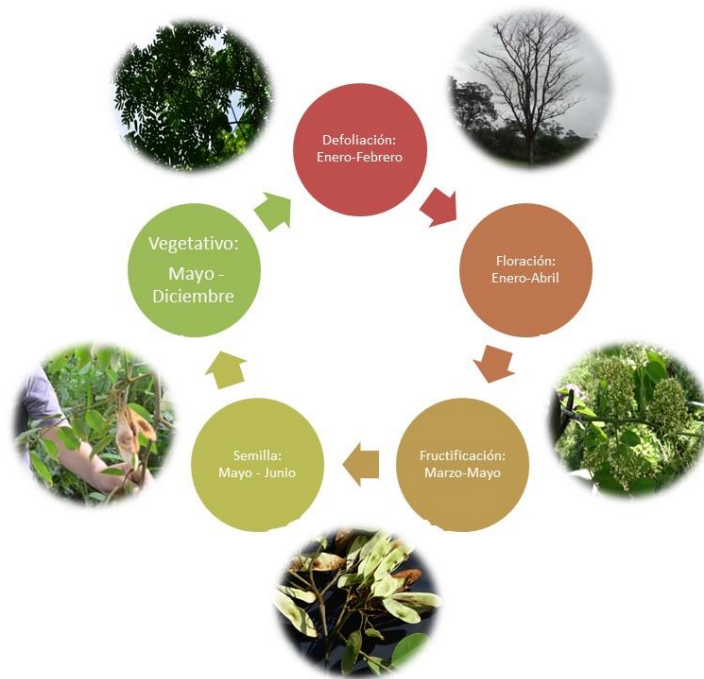 Defoliación:
Enero-Febrero
Floración:
Enero-Abril
Fructificación:
Marzo-Mayo
Semilla:
Mayo - Junio
Vegetativo:
Mayo -
Diciembre